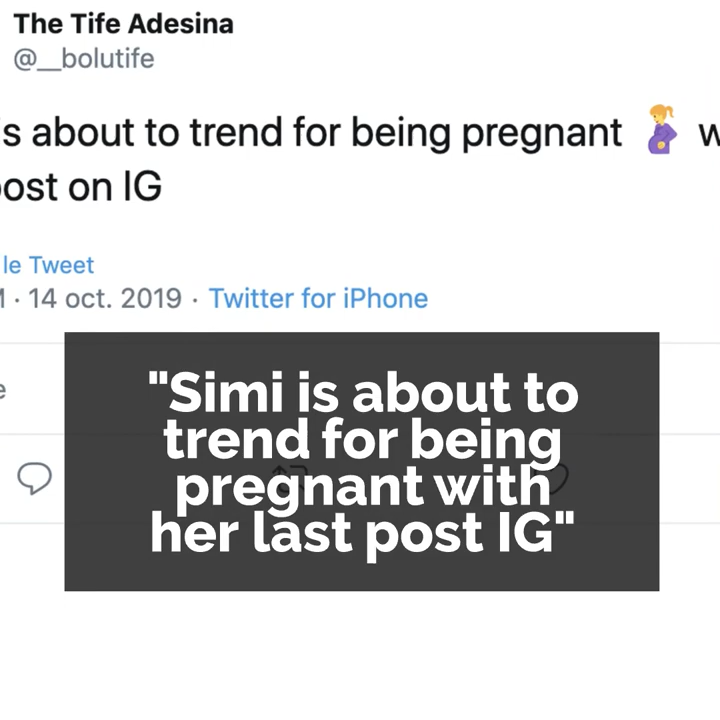 The Tife Adesina
@__bolutife
s about to trend for being pregnant
ost on IG
le Tweet
· 14 oct. 2019 · Twitter for iPhone
"Simi is about to
trend for being
pregnant with
her last post IG"